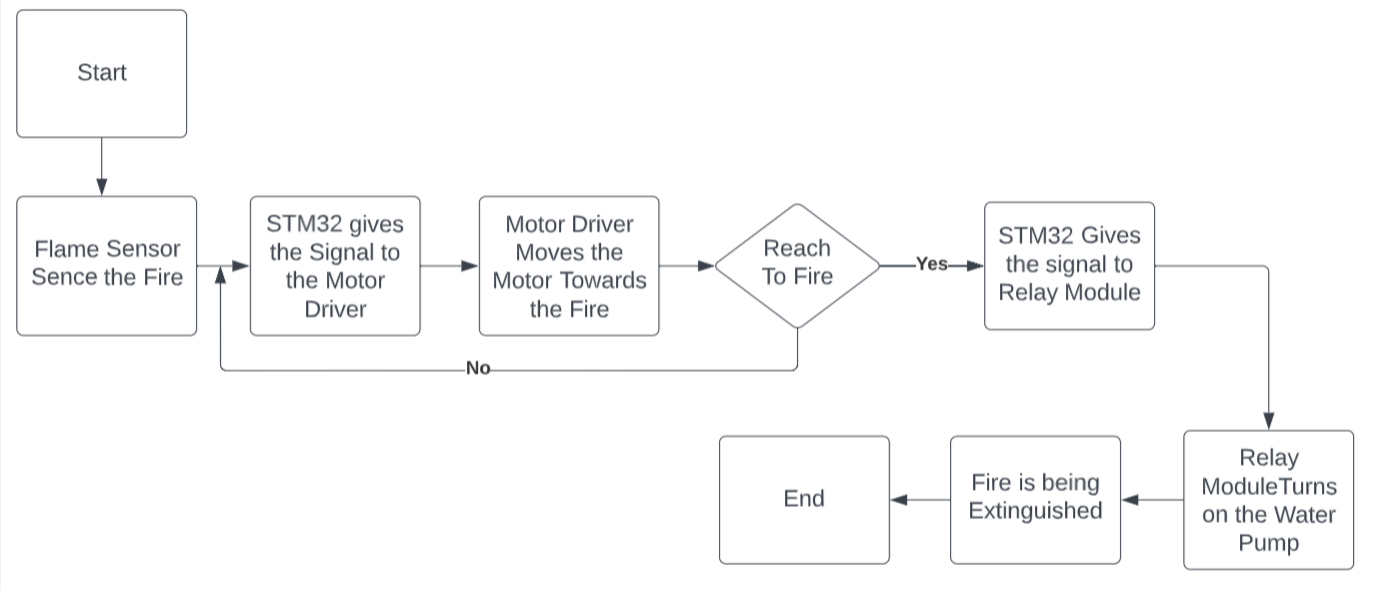 Start
Flame Sensor
Sence the Fire
STM32 gives
the Signal to
the Motor
Driver
Motor Driver
Moves the
Motor Towards
the Fire
Reach
To Fire
Yes
STM32 Gives
the signal to
Relay Module
No
Relay
ModuleTurns
on the Water
Pump
Fire is being
Extinguished
End